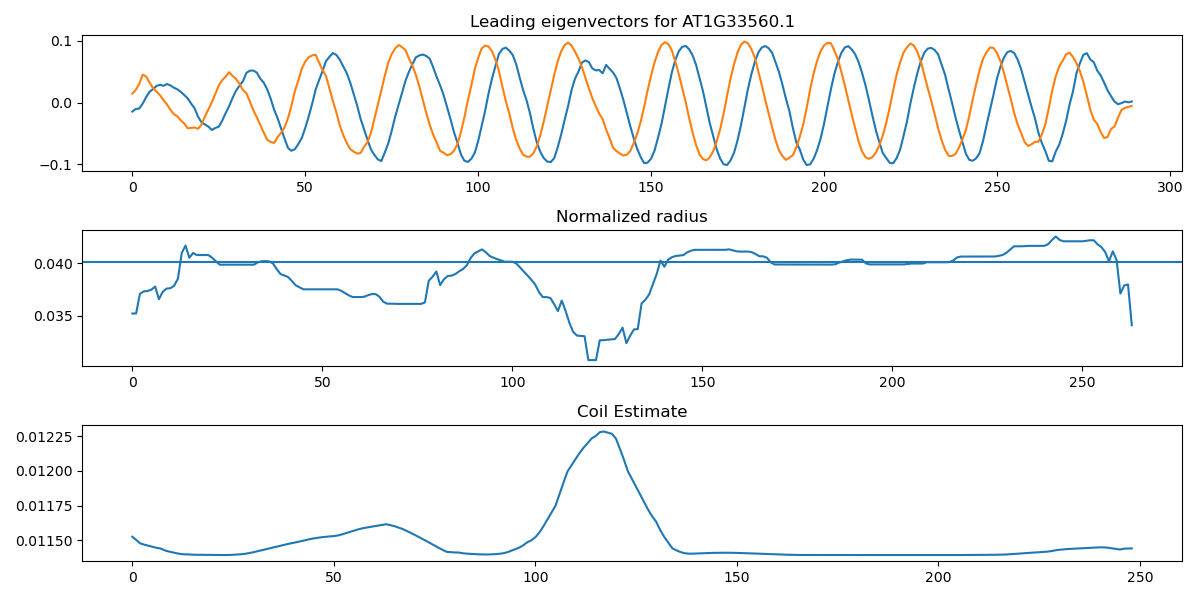 Leading eigenvectors for AT1G33560.1
0.1
0.0
−0.1
0 50 100 150 200 250 300
Normalized radius
0.040
0.035
0 50 100 150 200 250
Coil Estimate
0.01225
0.01200
0.01175
0.01150
0 50 100 150 200 250